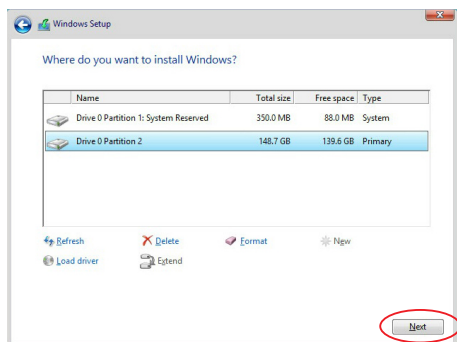 Windows Setup
Where do you want to install Windows?
Name Total size Free space Type
Drive 0 Partition 1: System Reserved 350.0 MB 88.0 MB System
Drive 0 Partition 2 148.7 GB 139.6 GB Primary
Refresh Delete Format New
Load driver Extend
Next